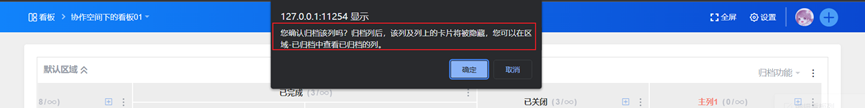 看板 > 协作空间下的看板01
全屏 设置
127.0.0.1:11254 显示
您确认归档该列吗？归档列后，该列及列上的卡片将被隐藏，您可以在区域-已归档中查看已归档的列。
确定 取消
默认区域
归档功能
8/∞)
已完成 (3/∞)
已关闭 (3/∞)
主列1 (0/∞)